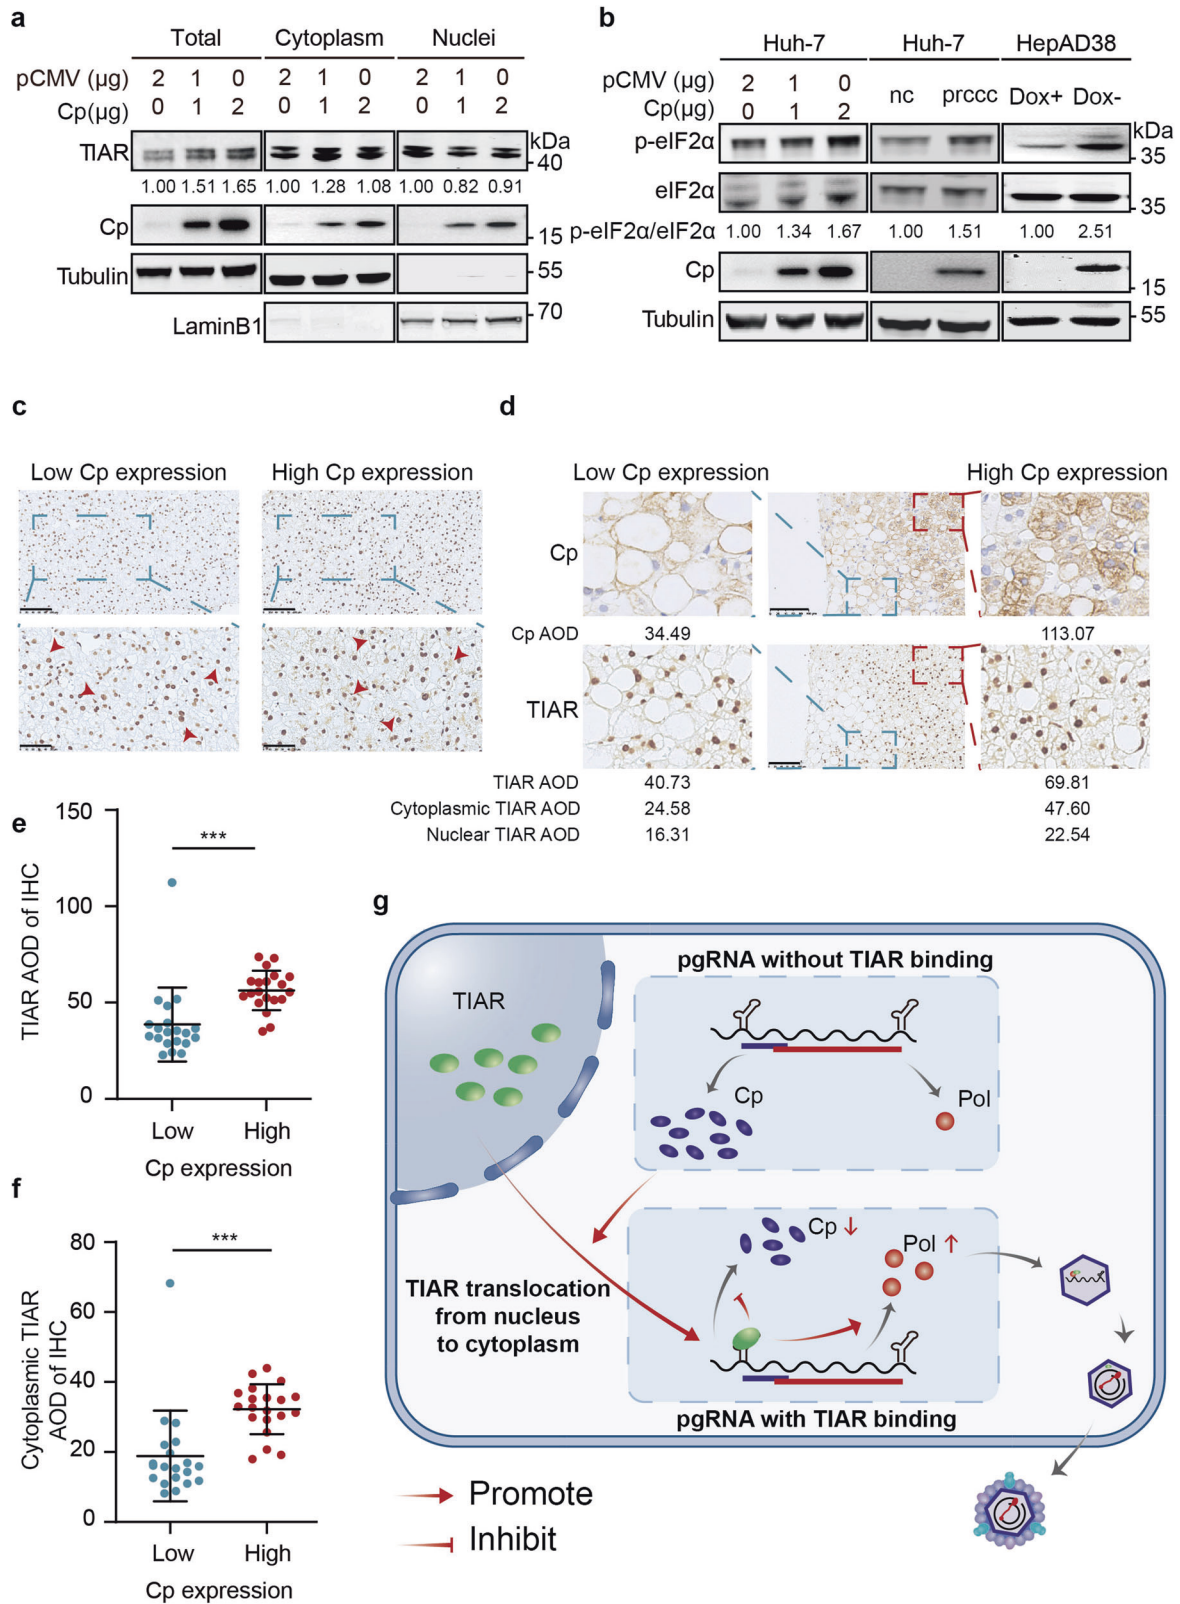 a
Total Cytoplasm Nuclei
pCMV (μg) 2 1 0 2 1 0 2 1 0
Cp(μg) 0 1 2 0 1 2 0 1 2
kDa
TIAR
40
1.00 1.51 1.65 1.00 1.28 1.08 1.00 0.82 0.91
Cp
15
Tubulin
55
LaminB1
70
b
Huh-7 Huh-7 HepAD38
pCMV (μg) 2 1 0
Cp(μg) 0 1 2
nc prccc Dox+ Dox-
kDa
p-eIF2α
35
eIF2α
35
p-eIF2α/eIF2α 1.00 1.34 1.67 1.00 1.51 1.00 2.51
Cp
15
Tubulin
55
c
Low Cp expression High Cp expression
d
Low Cp expression High Cp expression
Cp
Cp AOD 34.49 113.07
TIAR
TIAR AOD 40.73 69.81
Cytoplasmic TIAR AOD 24.58 47.60
Nuclear TIAR AOD 16.31 22.54
e
TIAR AOD of IHC
150
100
50
0
***
Low High
Cp expression
f
Cytoplasmic TIAR
AOD of IHC
80
60
40
20
0
***
Low High
Cp expression
g
TIAR
pgRNA without TIAR binding
Cp
Pol
TIAR translocation
from nucleus
to cytoplasm
Cp ↓
Pol ↑
pgRNA with TIAR binding
Promote
Inhibit